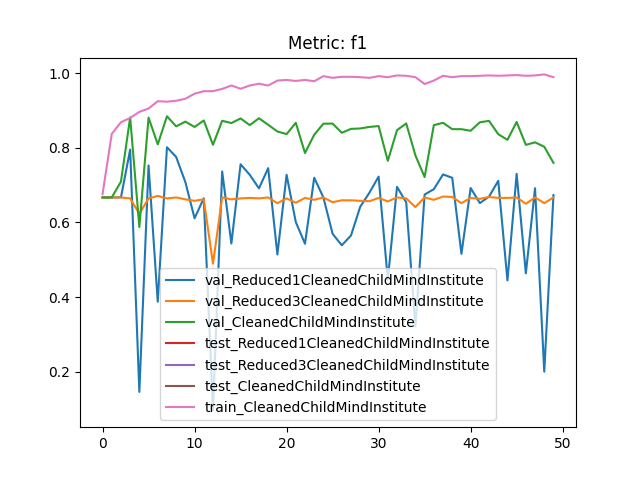 Metric: f1
1.0
0.8
0.6
0.4
0.2
val_Reduced1CleanedChildMindInstitute
val_Reduced3CleanedChildMindInstitute
val_CleanedChildMindInstitute
test_Reduced1CleanedChildMindInstitute
test_Reduced3CleanedChildMindInstitute
test_CleanedChildMindInstitute
train_CleanedChildMindInstitute
0 10 20 30 40 50